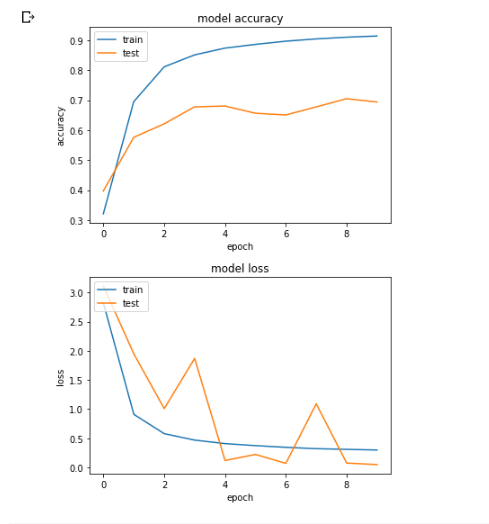 model accuracy
train
test
0.9
0.8
0.7
0.6
0.5
0.4
0.3
accuracy
0 2 4 6 8
epoch
model loss
train
test
3.0
2.5
2.0
1.5
1.0
0.5
0.0
loss
0 2 4 6 8
epoch